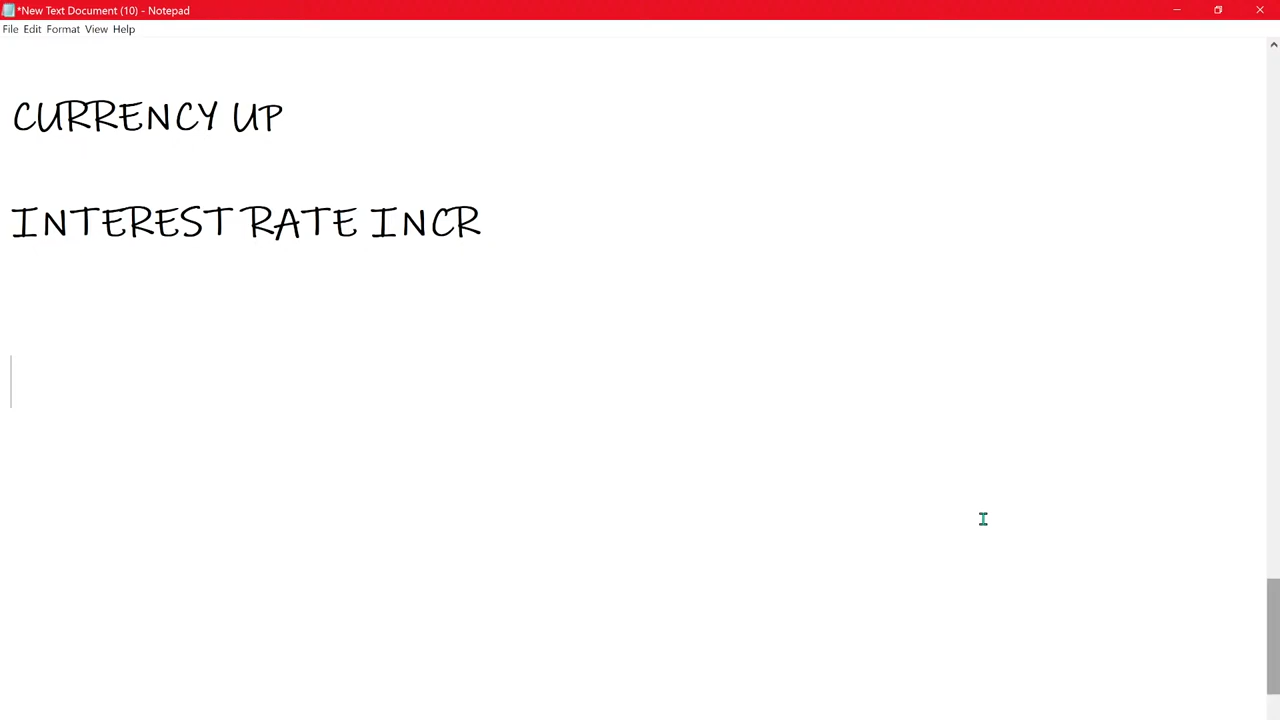 *New Text Document (10) - Notepad
File Edit Format View Help
CURRENCY UP
INTEREST RATE INCR